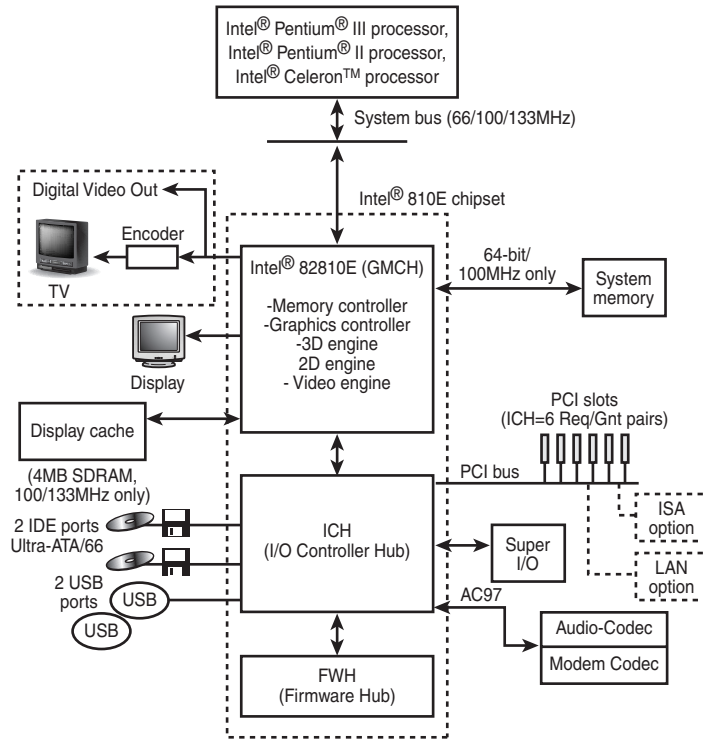 Intel® Pentium® III processor,
Intel® Pentium® II processor,
Intel® Celeron™ processor
System bus (66/100/133MHz)
Intel® 810E chipset
Digital Video Out
Encoder
TV
Intel® 82810E (GMCH)
-Memory controller
-Graphics controller
-3D engine
2D engine
- Video engine
64-bit/
100MHz only
System
memory
Display
Display cache
(4MB SDRAM,
100/133MHz only)
PCI slots
(ICH=6 Req/Gnt pairs)
PCI bus
ISA
option
LAN
option
2 IDE ports
Ultra-ATA/66
ICH
(I/O Controller Hub)
Super
I/O
2 USB
ports
USB
USB
AC97
Audio-Codec
Modem Codec
FWH
(Firmware Hub)